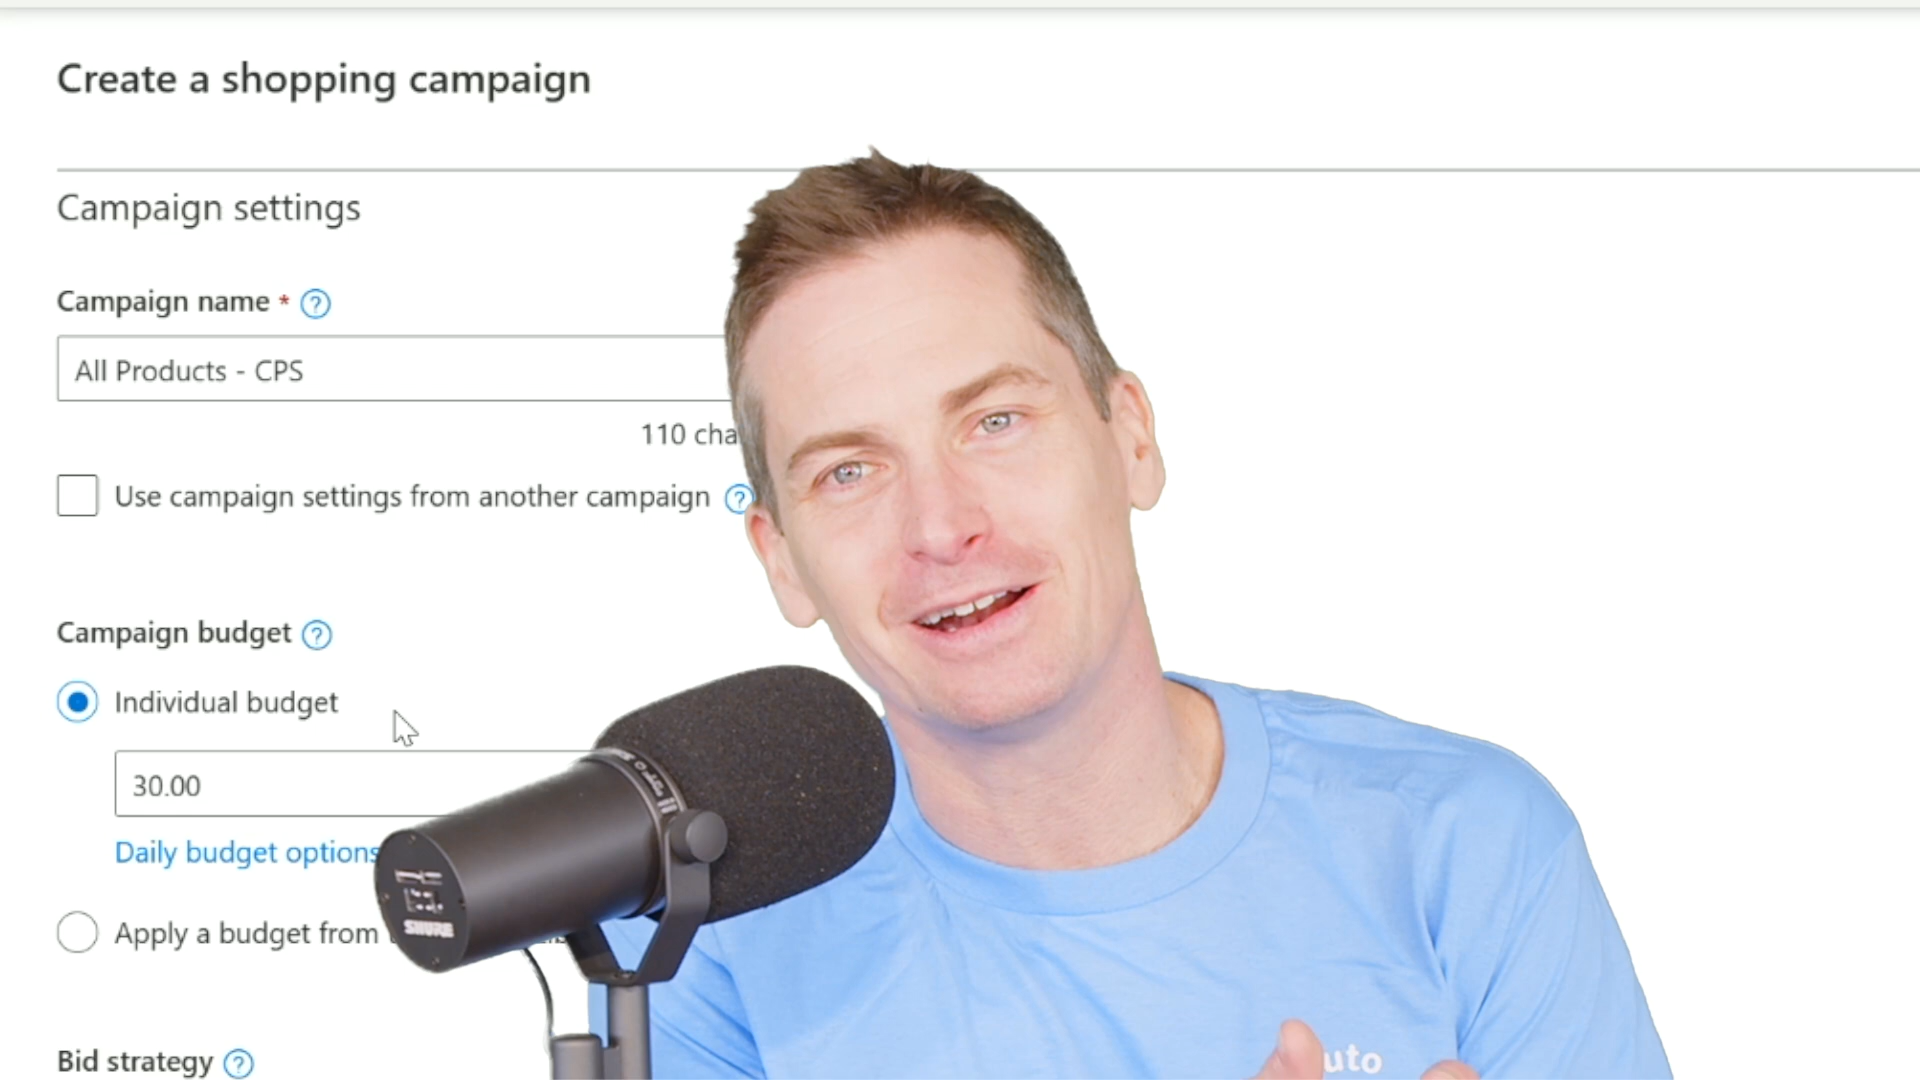 Create a shopping campaign
Campaign settings
Campaign name * ?
All Products - CPS
110 cha
Use campaign settings from another campaign ?
Campaign budget ?
Individual budget
30.00
Daily budget options
Apply a budget from
SHURE
Bid strategy ?
uto